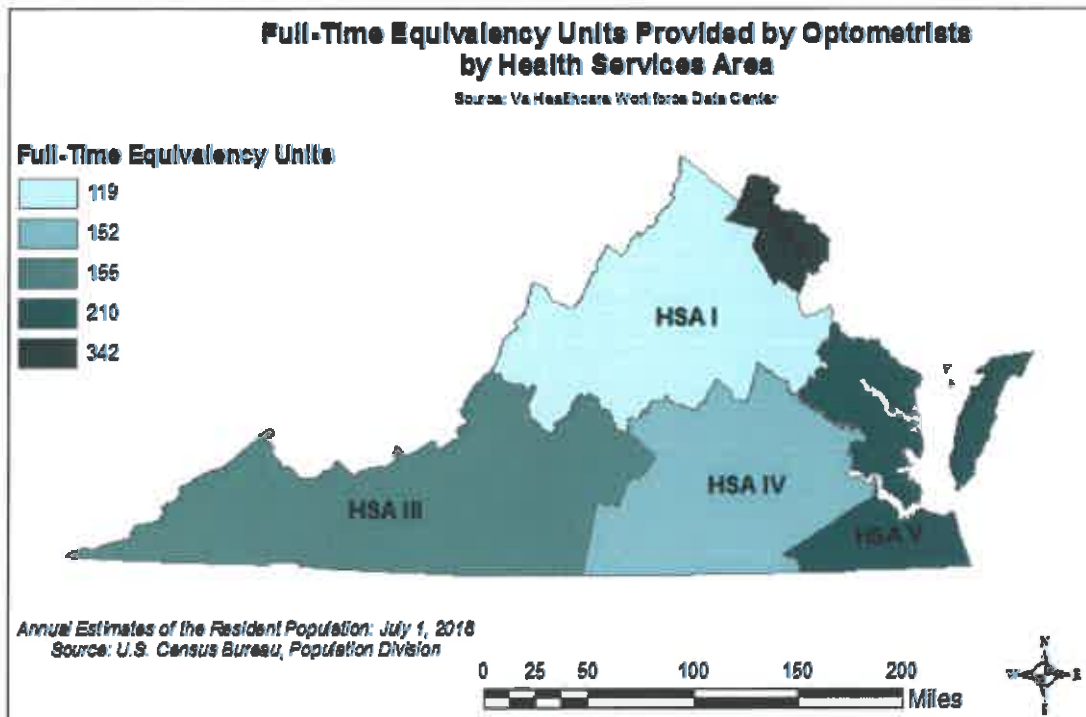 Full-Time Equivalency Units Provided by Optometrists
by Health Services Area
Source: Va Healthcare Workforce Data Center
Full-Time Equivalency Units
119
152
155
210
342
HSA I
HSA III
HSA IV
HSA V
Annual Estimates of the Resident Population: July 1, 2018
Source: U.S. Census Bureau, Population Division
0 25 50 100 150 200
Miles
N
W E
S